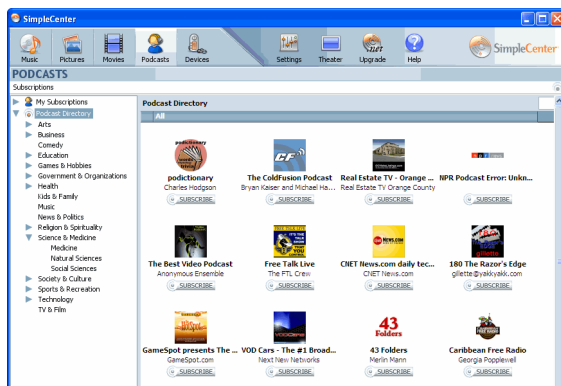 SimpleCenter
Music Pictures Movies Podcasts Devices Settings Theater Upgrade Help SimpleCenter
PODCASTS
Subscriptions
My Subscriptions
Podcast Directory
Arts
Business
Comedy
Education
Games & Hobbies
Government & Organizations
Health
Kids & Family
Music
News & Politics
Religion & Spirituality
Science & Medicine
Medicine
Natural Sciences
Social Sciences
Society & Culture
Sports & Recreation
Technology
TV & Film
Podcast Directory
All
podictionary The ColdFusion Podcast Real Estate TV - Orange ... NPR Podcast Error: Unkn...
Charles Hodgson Bryan Kaiser and Michael Ha... Real Estate TV Orange County
SUBSCRIBE SUBSCRIBE SUBSCRIBE SUBSCRIBE
The Best Video Podcast Free Talk Live CNET News.com daily tec... 180 The Razor's Edge
Anonymous Ensemble The FTL Crew CNET News.com gillette@yakkyyak.com
SUBSCRIBE SUBSCRIBE SUBSCRIBE SUBSCRIBE
GameSpot presents The ... VOD Cars - The #1 Broad... 43 Folders Caribbean Free Radio
GameSpot.com Next New Networks Merlin Mann Georgia Popplewell
SUBSCRIBE SUBSCRIBE SUBSCRIBE SUBSCRIBE